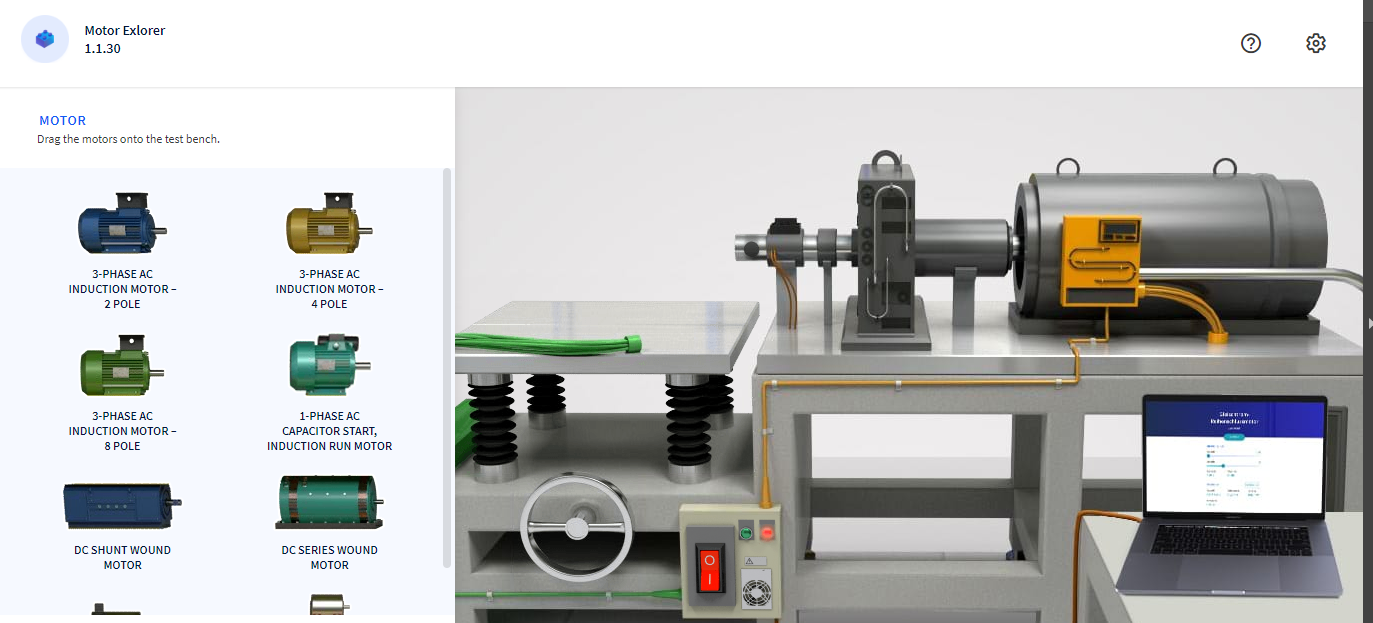 Motor Exlorer
1.1.30
MOTOR
Drag the motors onto the test bench.
3-PHASE AC
INDUCTION MOTOR –
2 POLE
3-PHASE AC
INDUCTION MOTOR –
4 POLE
3-PHASE AC
INDUCTION MOTOR –
8 POLE
1-PHASE AC
CAPACITOR START,
INDUCTION RUN MOTOR
DC SHUNT WOUND
MOTOR
DC SERIES WOUND
MOTOR
Gleichstrom-
Reihenschlussmotor